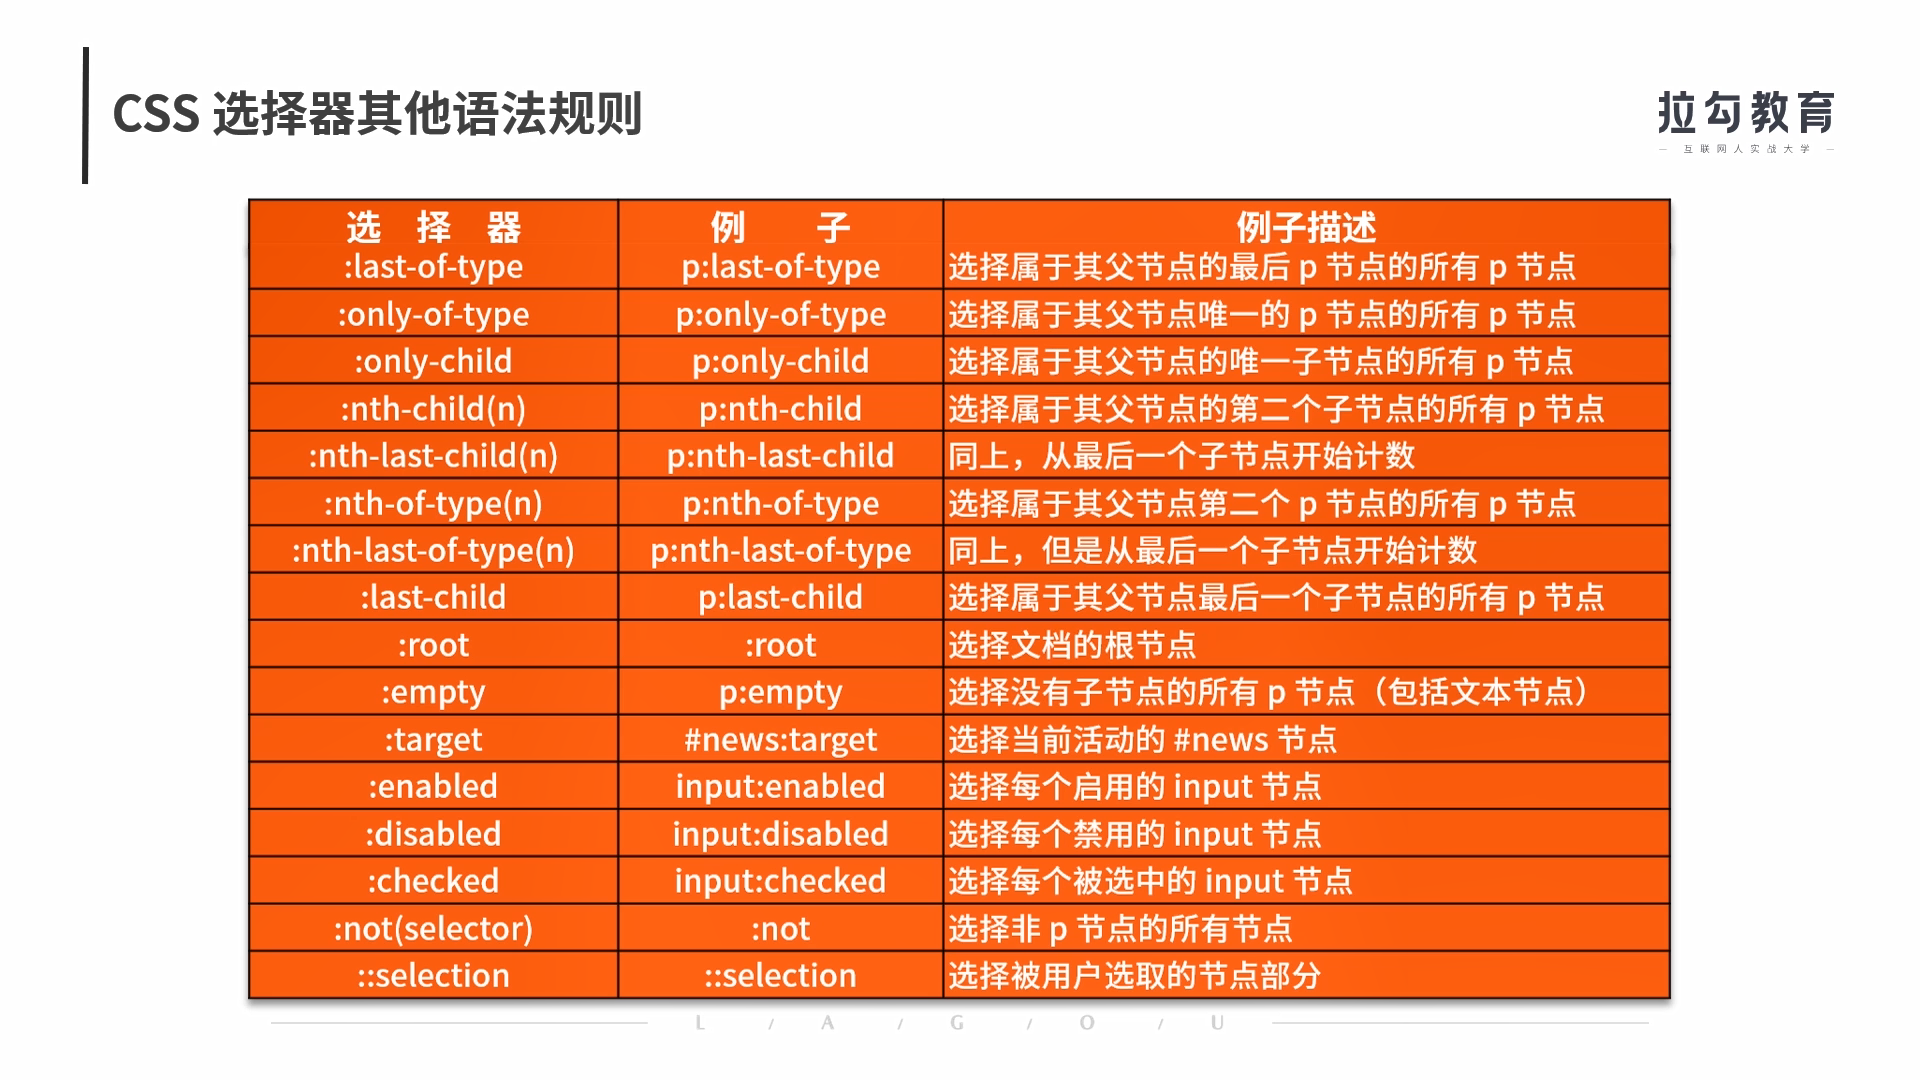 CSS 选择器其他语法规则
拉勾教育
— 互联网人实战大学 —
选 择 器 例 子 例子描述
:last-of-type p:last-of-type 选择属于其父节点的最后 p 节点的所有 p 节点
:only-of-type p:only-of-type 选择属于其父节点唯一的 p 节点的所有 p 节点
:only-child p:only-child 选择属于其父节点的唯一子节点的所有 p 节点
:nth-child(n) p:nth-child 选择属于其父节点的第二个子节点的所有 p 节点
:nth-last-child(n) p:nth-last-child 同上，从最后一个子节点开始计数
:nth-of-type(n) p:nth-of-type 选择属于其父节点第二个 p 节点的所有 p 节点
:nth-last-of-type(n) p:nth-last-of-type 同上，但是从最后一个子节点开始计数
:last-child p:last-child 选择属于其父节点最后一个子节点的所有 p 节点
:root :root 选择文档的根节点
:empty p:empty 选择没有子节点的所有 p 节点（包括文本节点）
:target #news:target 选择当前活动的 #news 节点
:enabled input:enabled 选择每个启用的 input 节点
:disabled input:disabled 选择每个禁用的 input 节点
:checked input:checked 选择每个被选中的 input 节点
:not(selector) :not 选择非 p 节点的所有节点
::selection ::selection 选择被用户选取的节点部分
L / A / G / O / U